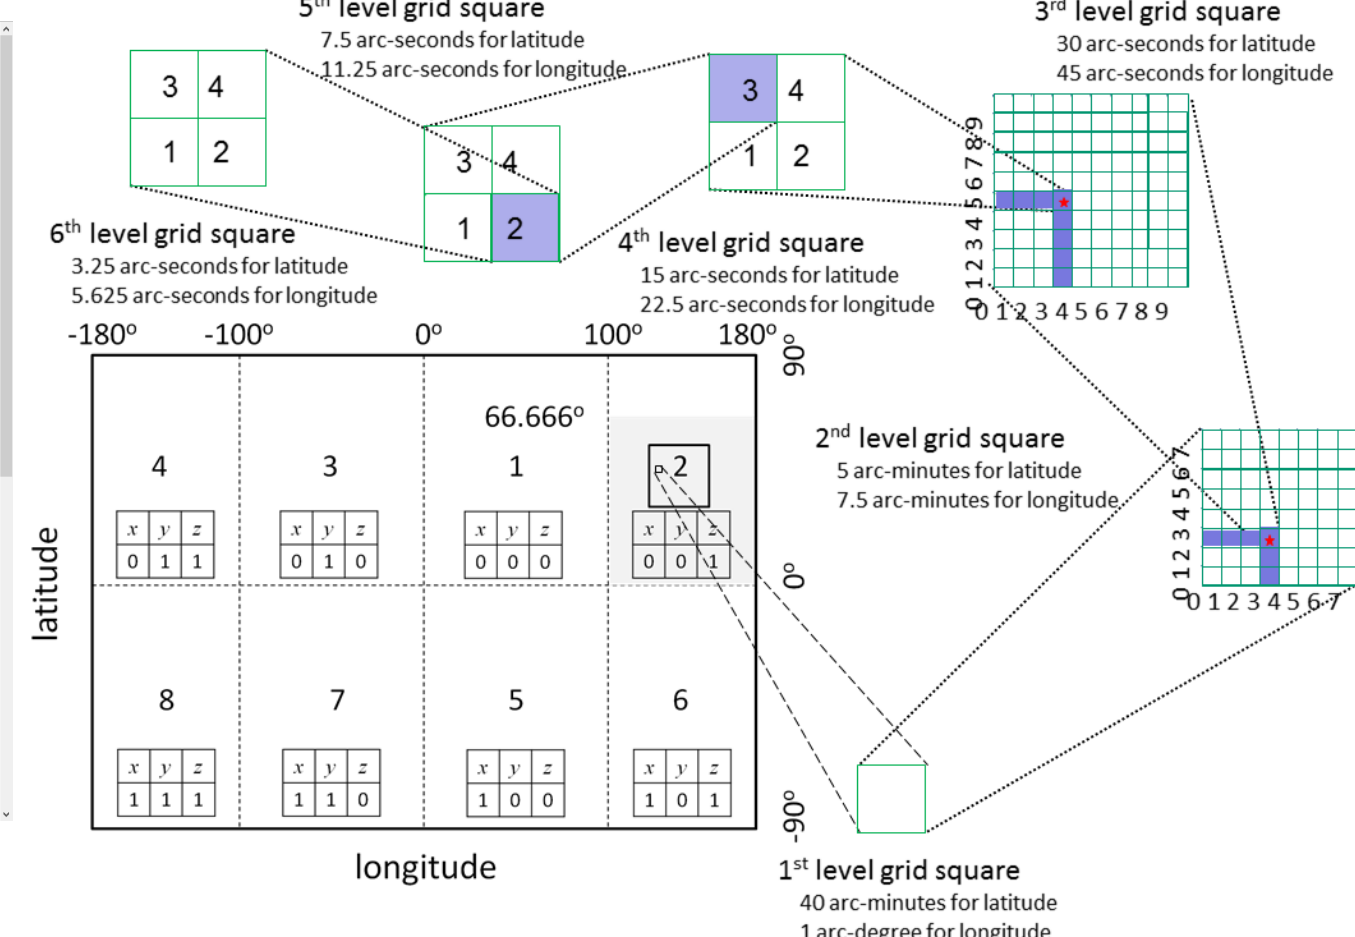 5th level grid square
7.5 arc-seconds for latitude
11.25 arc-seconds for longitude
3rd level grid square
30 arc-seconds for latitude
45 arc-seconds for longitude
3 4
1 2
3 4
1 2
3 4
1 2
0 1 2 3 4 5 6 7 8 9
0 1 2 3 4 5 6 7 8 9
6th level grid square
3.25 arc-seconds for latitude
5.625 arc-seconds for longitude
4th level grid square
15 arc-seconds for latitude
22.5 arc-seconds for longitude
-180º -100º 0º 100º 180º
90º
66.666º
4 3 1 2
x y z x y z x y z x y z
0 1 1 0 1 0 0 0 0 0 0 1
0º
latitude
8 7 5 6
x y z x y z x y z x y z
1 1 1 1 1 0 1 0 0 1 0 1
-90º
longitude
2nd level grid square
5 arc-minutes for latitude
7.5 arc-minutes for longitude
0 1 2 3 4 5 6 7
0 1 2 3 4 5 6 7
1st level grid square
40 arc-minutes for latitude
1 arc-degree for longitude